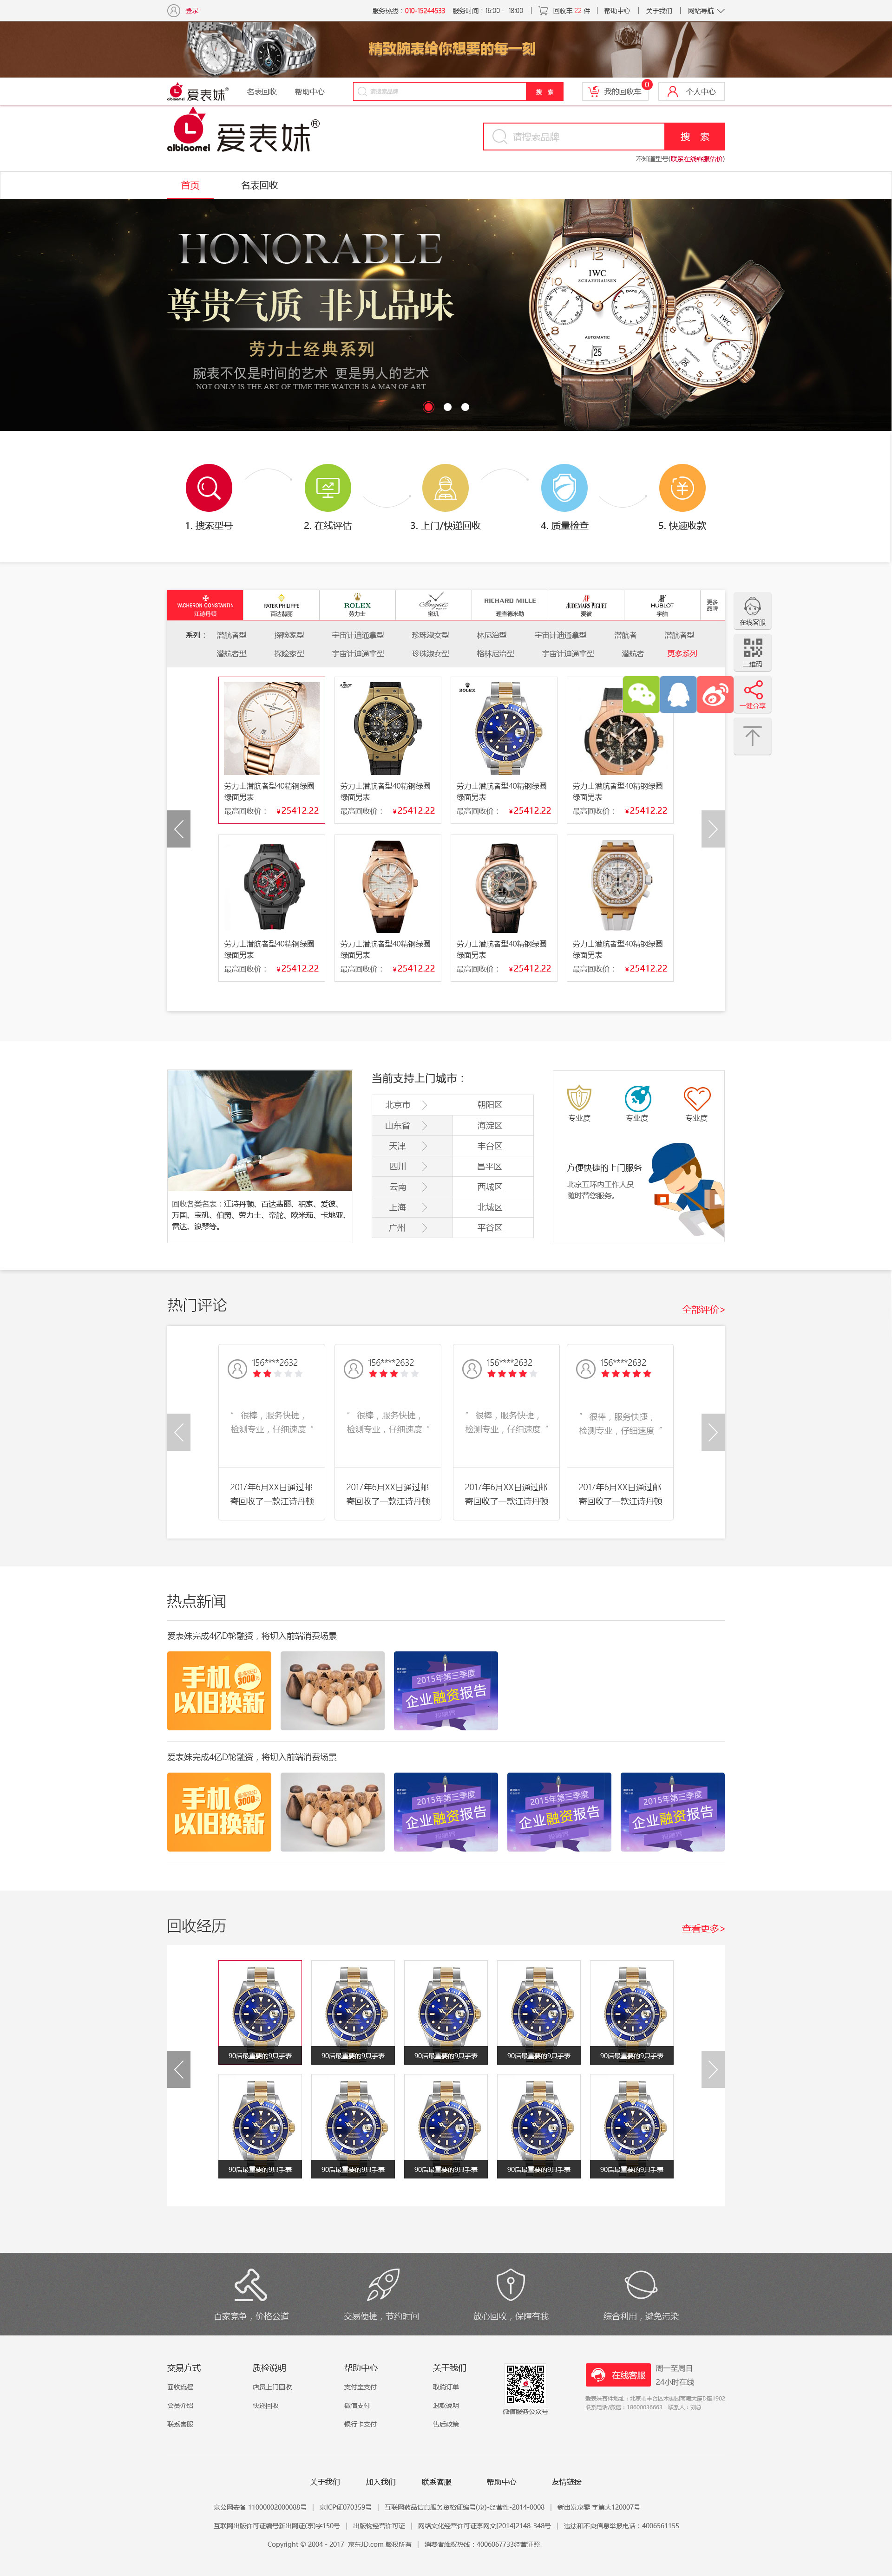 登录
服务热线：010-15244533 服务时间：16:00 - 18:00 | 回收车 22 件 | 帮助中心 | 关于我们 | 网站导航
精致腕表给你想要的每一刻
aibiaomei 爱表妹® 名表回收 帮助中心 请搜索品牌 搜 索 我的回收车 0 个人中心
aibiaomei 爱表妹® 请搜索品牌 搜 索
不知道型号(联系在线客服估价)
首页 名表回收
HONORABLE
尊贵气质 非凡品味
劳力士经典系列
腕表不仅是时间的艺术 更是男人的艺术
NOT ONLY IS THE ART OF TIME THE WATCH IS A MAN OF ART
IWC
SCHAFFHAUSEN
AUTOMATIC
25
1. 搜索型号 2. 在线评估 3. 上门/快递回收 4. 质量检查 5. 快速收款
VACHERON CONSTANTIN PATEK PHILIPPE ROLEX Breguet RICHARD MILLE AUDEMARS PIGUET HUBLOT 更多
江诗丹顿 百达翡丽 劳力士 宝玑 理查德米勒 爱彼 宇舶 品牌
系列： 潜航者型 探险家型 宇宙计迪通拿型 珍珠淑女型 林尼治型 宇宙计迪通拿型 潜航者 潜航者型
潜航者型 探险家型 宇宙计迪通拿型 珍珠淑女型 格林尼治型 宇宙计迪通拿型 潜航者 更多系列
在线客服
二维码
一键分享
ROLEX
劳力士潜航者型40精钢绿圈 劳力士潜航者型40精钢绿圈 劳力士潜航者型40精钢绿圈 劳力士潜航者型40精钢绿圈
绿面男表 绿面男表 绿面男表 绿面男表
最高回收价： ¥25412.22 最高回收价： ¥25412.22 最高回收价： ¥25412.22 最高回收价： ¥25412.22
劳力士潜航者型40精钢绿圈 劳力士潜航者型40精钢绿圈 劳力士潜航者型40精钢绿圈 劳力士潜航者型40精钢绿圈
绿面男表 绿面男表 绿面男表 绿面男表
最高回收价： ¥25412.22 最高回收价： ¥25412.22 最高回收价： ¥25412.22 最高回收价： ¥25412.22
回收各类名表：江诗丹顿、百达翡丽、积家、爱彼、
万国、宝玑、伯爵、劳力士、帝舵、欧米茄、卡地亚、
雷达、浪琴等。
当前支持上门城市：
北京市 朝阳区
山东省 海淀区
天津 丰台区
四川 昌平区
云南 西城区
上海 北城区
广州 平谷区
专业度 专业度 专业度
方便快捷的上门服务
北京五环内工作人员
随时替您服务。
热门评论 全部评价>
156****2632 156****2632 156****2632 156****2632
“ 很棒，服务快捷， “ 很棒，服务快捷， “ 很棒，服务快捷， “ 很棒，服务快捷，
检测专业，仔细速度 ” 检测专业，仔细速度 ” 检测专业，仔细速度 ” 检测专业，仔细速度 ”
2017年6月XX日通过邮 2017年6月XX日通过邮 2017年6月XX日通过邮 2017年6月XX日通过邮
寄回收了一款江诗丹顿 寄回收了一款江诗丹顿 寄回收了一款江诗丹顿 寄回收了一款江诗丹顿
热点新闻
爱表妹完成4亿D轮融资，将切入前端消费场景
手机 3000
以旧换新
2015年第三季度
企业融资报告
爱表妹完成4亿D轮融资，将切入前端消费场景
手机 3000
以旧换新
2015年第三季度 2015年第三季度 2015年第三季度
企业融资报告 企业融资报告 企业融资报告
回收经历 查看更多>
90后最重要的9只手表 90后最重要的9只手表 90后最重要的9只手表 90后最重要的9只手表 90后最重要的9只手表
90后最重要的9只手表 90后最重要的9只手表 90后最重要的9只手表 90后最重要的9只手表 90后最重要的9只手表
百家竞争，价格公道 交易便捷，节约时间 放心回收，保障有我 综合利用，避免污染
交易方式 质检说明 帮助中心 关于我们
回收流程 店员上门回收 支付宝支付 取消订单
会员介绍 快递回收 微信支付 退款说明
联系客服 银行卡支付 售后政策
微信服务公众号
在线客服 周一至周日
24小时在线
联系电话/微信：18600036663
关于我们 加入我们 联系客服 帮助中心 友情链接
京公网安备 11000002000088号 | 京ICP证070359号 | 互联网药品信息服务资格证编号(京)-经营性-2014-0008 | 新出发京零 字第大120007号
互联网出版许可证编号新出网证(京)字150号 | 出版物经营许可证 | 网络文化经营许可证京网文[2014]2148-348号 | 违法和不良信息举报电话：4006561155
Copyright © 2004 - 2017 京东JD.com 版权所有 | 消费者维权热线：4006067733经营证照